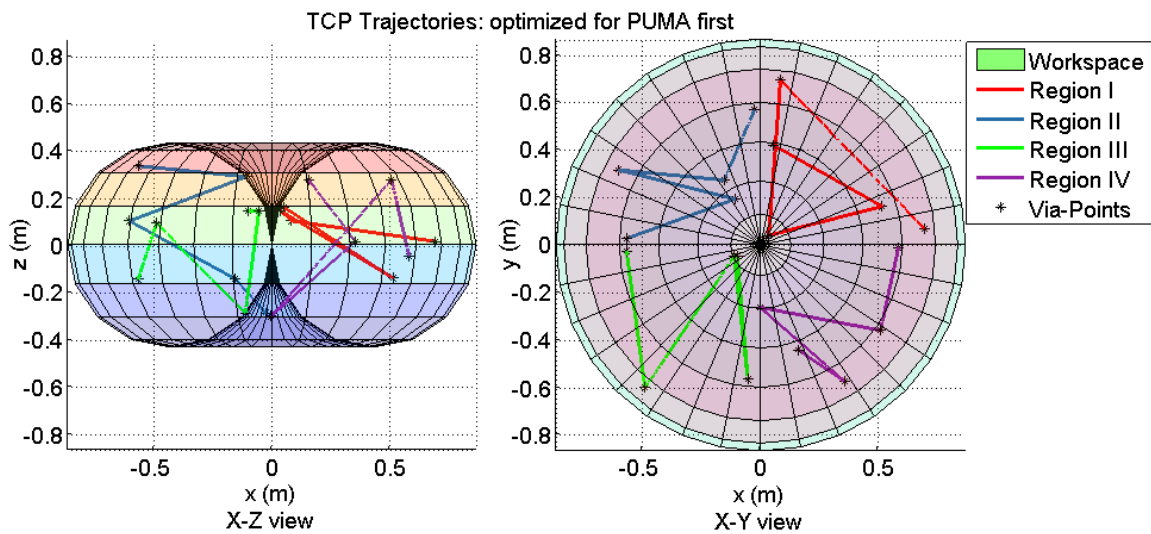 TCP Trajectories: optimized for PUMA first
0.8
0.6
0.4
0.2
0
-0.2
-0.4
-0.6
-0.8
z (m)
-0.5
0
0.5
x (m)
X-Z view
0.8
0.6
0.4
0.2
0
-0.2
-0.4
-0.6
-0.8
y (m)
-0.5
0
0.5
x (m)
X-Y view
Workspace
Region I
Region II
Region III
Region IV
Via-Points